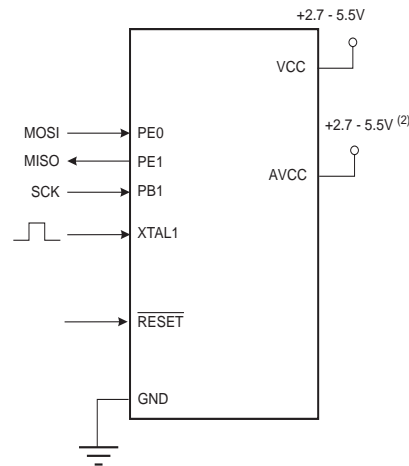 +2.7 - 5.5V
VCC
+2.7 - 5.5V (2)
MOSI PE0
MISO PE1
AVCC
SCK PB1
XTAL1
RESET
GND